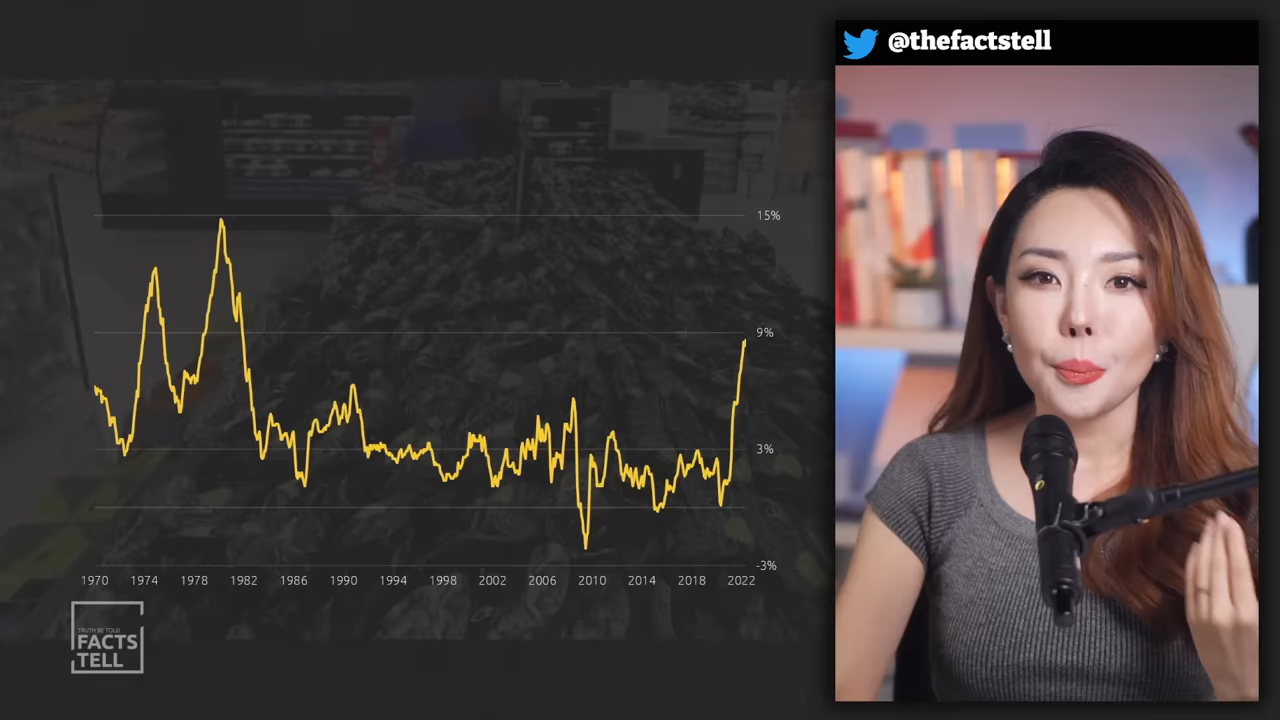 @thefactstell
15%
9%
3%
-3%
1970 1974 1978 1982 1986 1990 1994 1998 2002 2006 2010 2014 2018 2022
TRUTH BE TOLD
FACTS
TELL